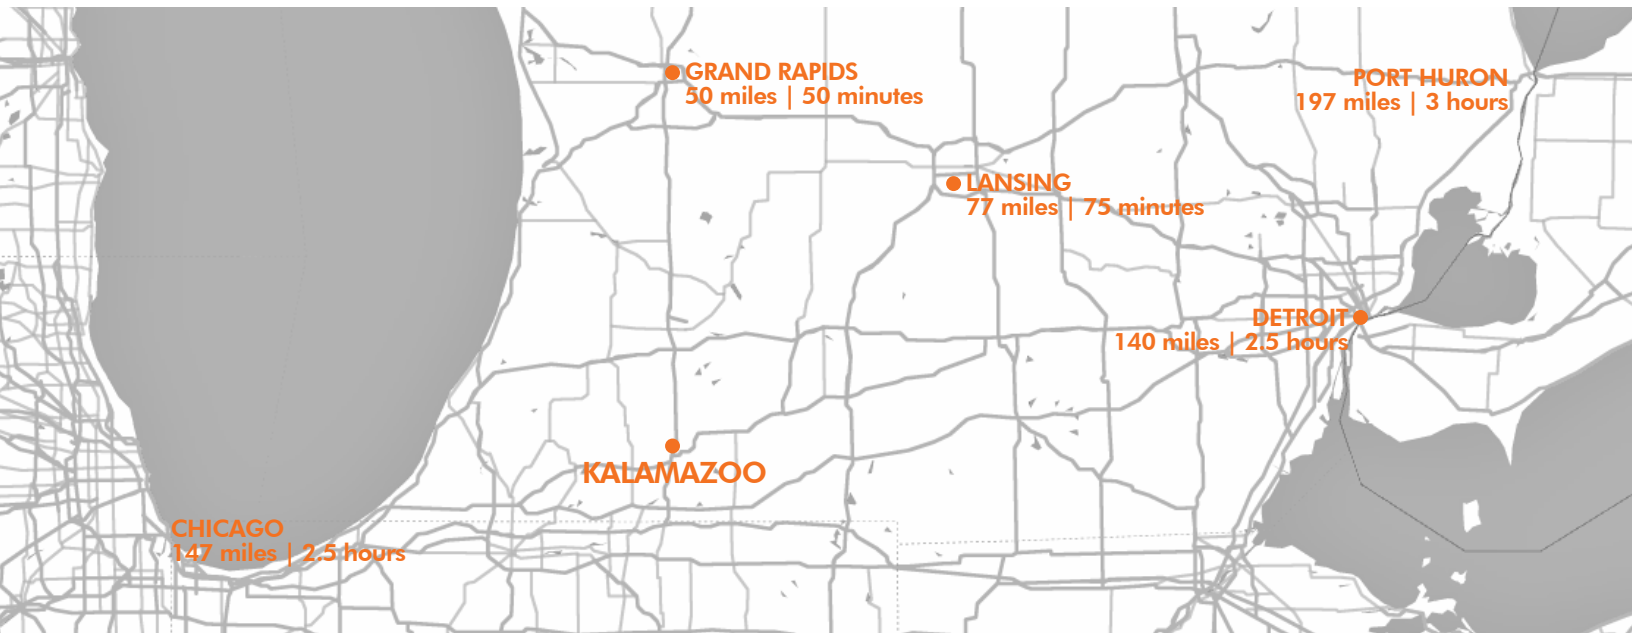 GRAND RAPIDS
50 miles | 50 minutes
PORT HURON
197 miles | 3 hours
LANSING
77 miles | 75 minutes
DETROIT
140 miles | 2.5 hours
KALAMAZOO
CHICAGO
147 miles | 2.5 hours